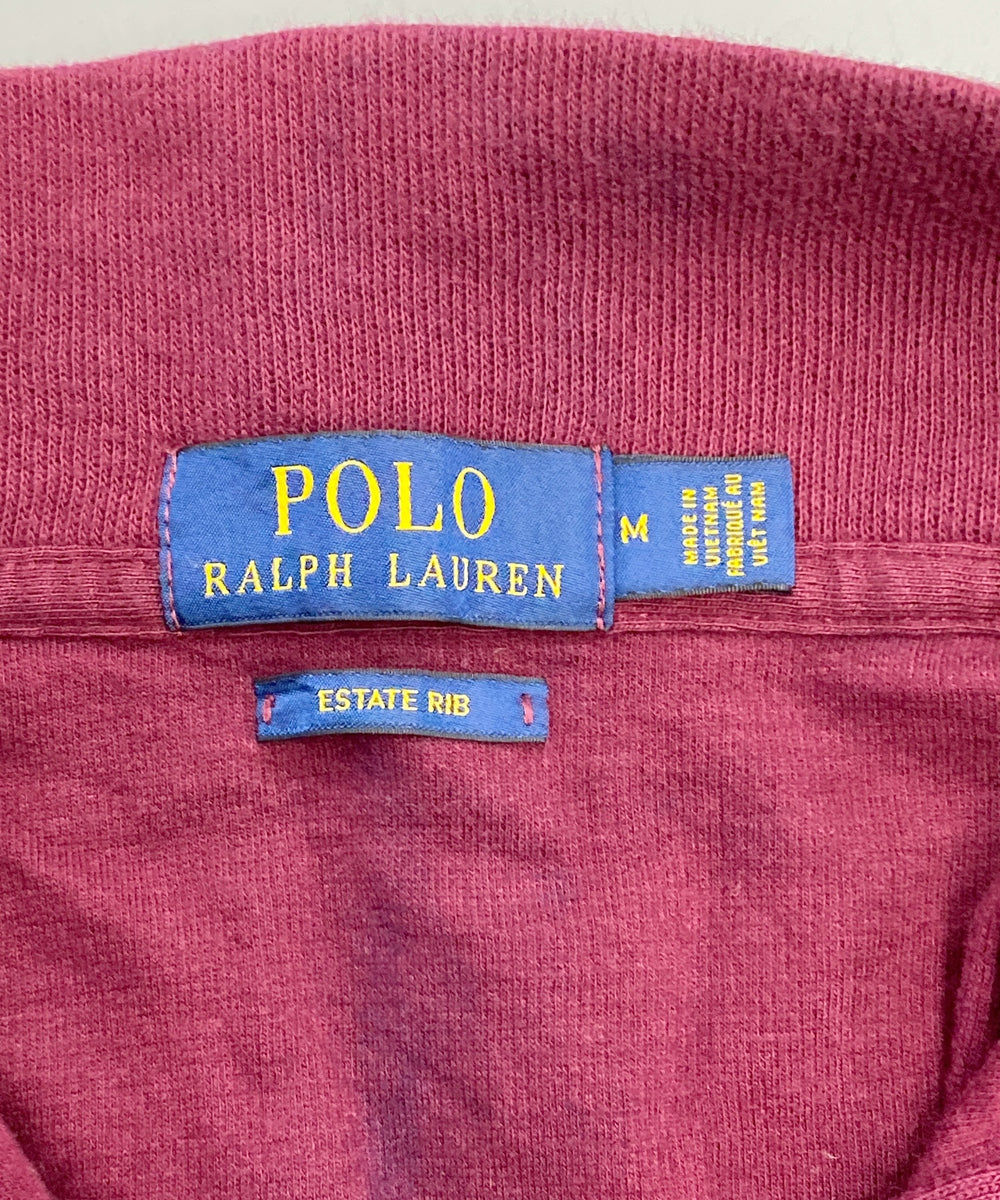 POLO
RALPH LAUREN
M
MADE IN
VIETNAM
FABRIQUÉ AU
VIÊT NAM
ESTATE RIB